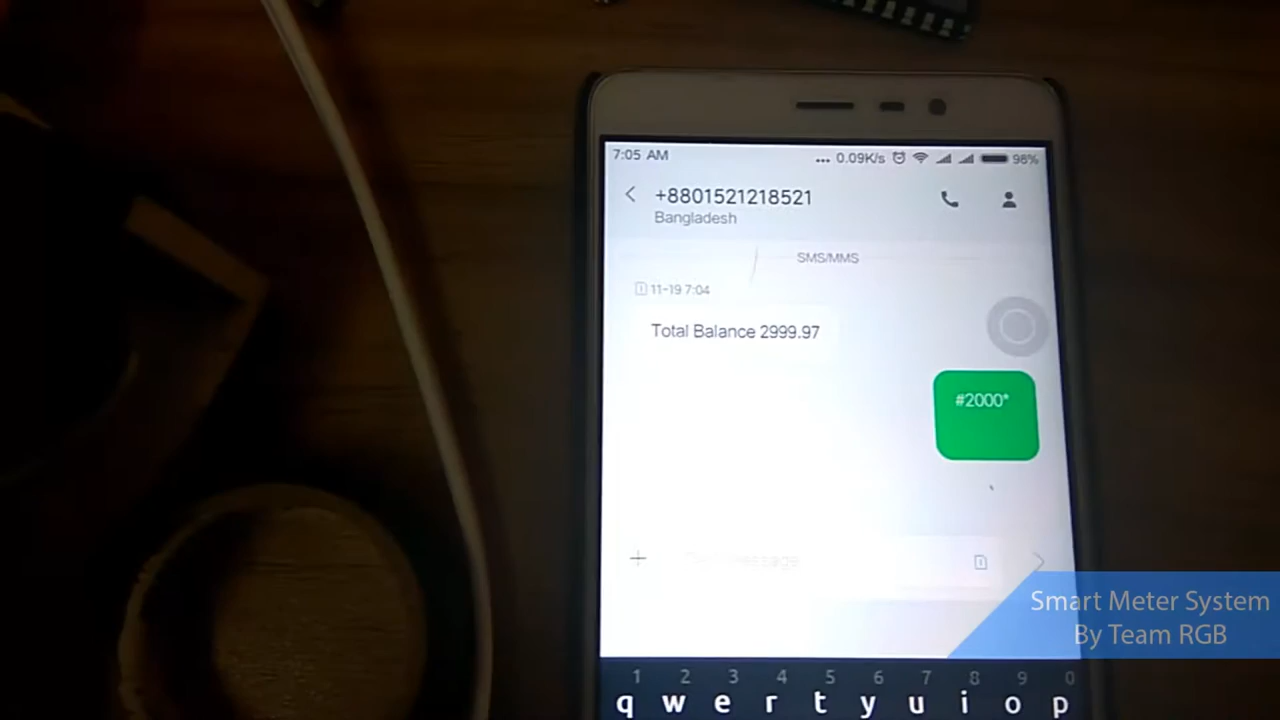 7:05 AM
... 0.09K/s 98%
+8801521218521
Bangladesh
SMS/MMS
11-19 7:04
Total Balance 2999.97
#2000*
message
Smart Meter System
By Team RGB
1 2 3 4 5 6 7 8 9 0
q w e r t y u i o p